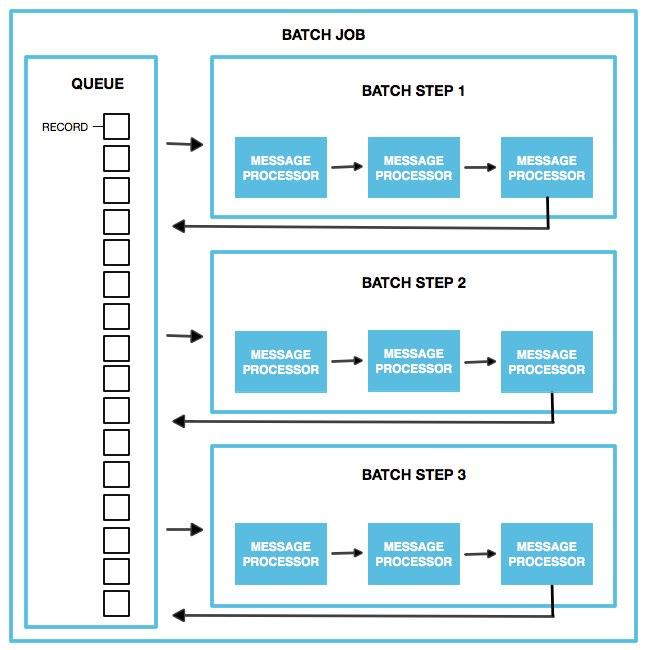 BATCH JOB
QUEUE
RECORD
BATCH STEP 1
MESSAGE
PROCESSOR
MESSAGE
PROCESSOR
MESSAGE
PROCESSOR
BATCH STEP 2
MESSAGE
PROCESSOR
MESSAGE
PROCESSOR
MESSAGE
PROCESSOR
BATCH STEP 3
MESSAGE
PROCESSOR
MESSAGE
PROCESSOR
MESSAGE
PROCESSOR